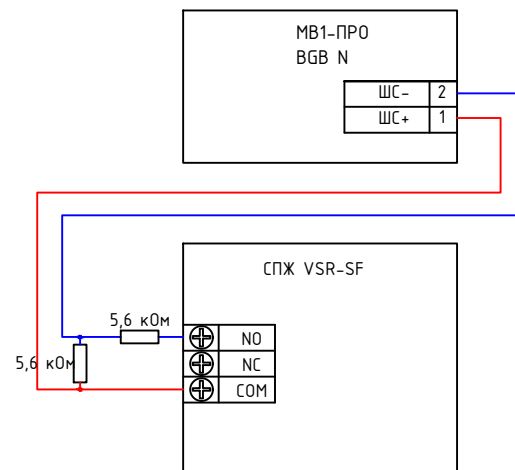 МВ1-ПРО
BGB N
ШС- 2
ШС+ 1
СПЖ VSR-SF
5,6 кОм
NO
NC
5,6 кОм
COM